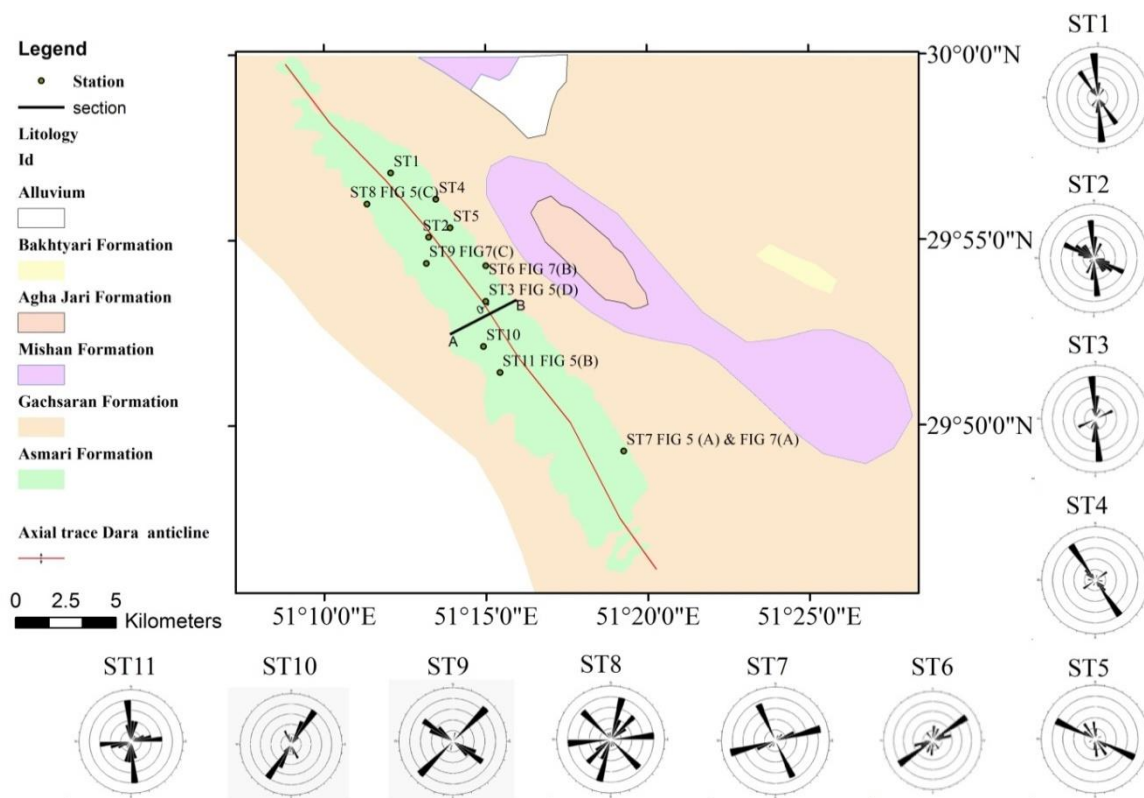 Legend
Station
section
Litology
Id
Alluvium
Bakhtyari Formation
Agha Jari Formation
Mishan Formation
Gachsaran Formation
Asmari Formation
Axial trace Dara anticline
0 2.5 5
Kilometers
ST1
ST8 FIG 5(C)
ST4
ST5
ST2
ST9 FIG7(C)
ST6 FIG 7(B)
ST3 FIG 5(D)
B
A
ST10
ST11 FIG 5(B)
ST7 FIG 5 (A) & FIG 7(A)
30°0'0"N
29°55'0"N
29°50'0"N
51°10'0"E
51°15'0"E
51°20'0"E
51°25'0"E
ST1
ST2
ST3
ST4
ST11
ST10
ST9
ST8
ST7
ST6
ST5